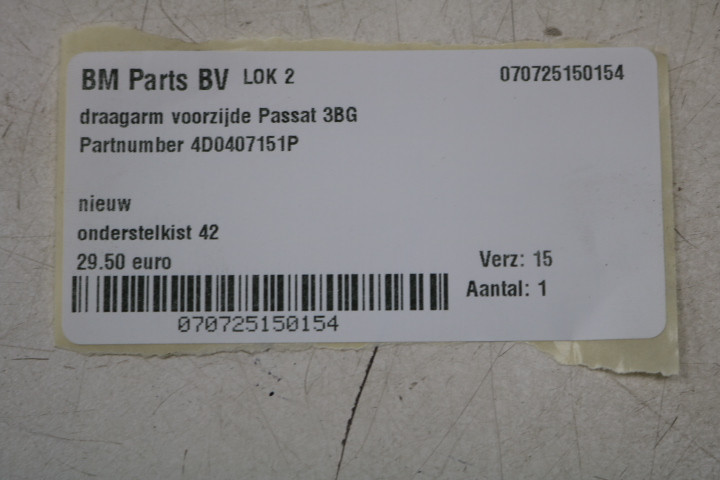 BM Parts BV LOK 2 070725150154
draagarm voorzijde Passat 3BG
Partnumber 4D0407151P
nieuw
onderstelkist 42
29.50 euro Verz: 15
Aantal: 1
070725150154